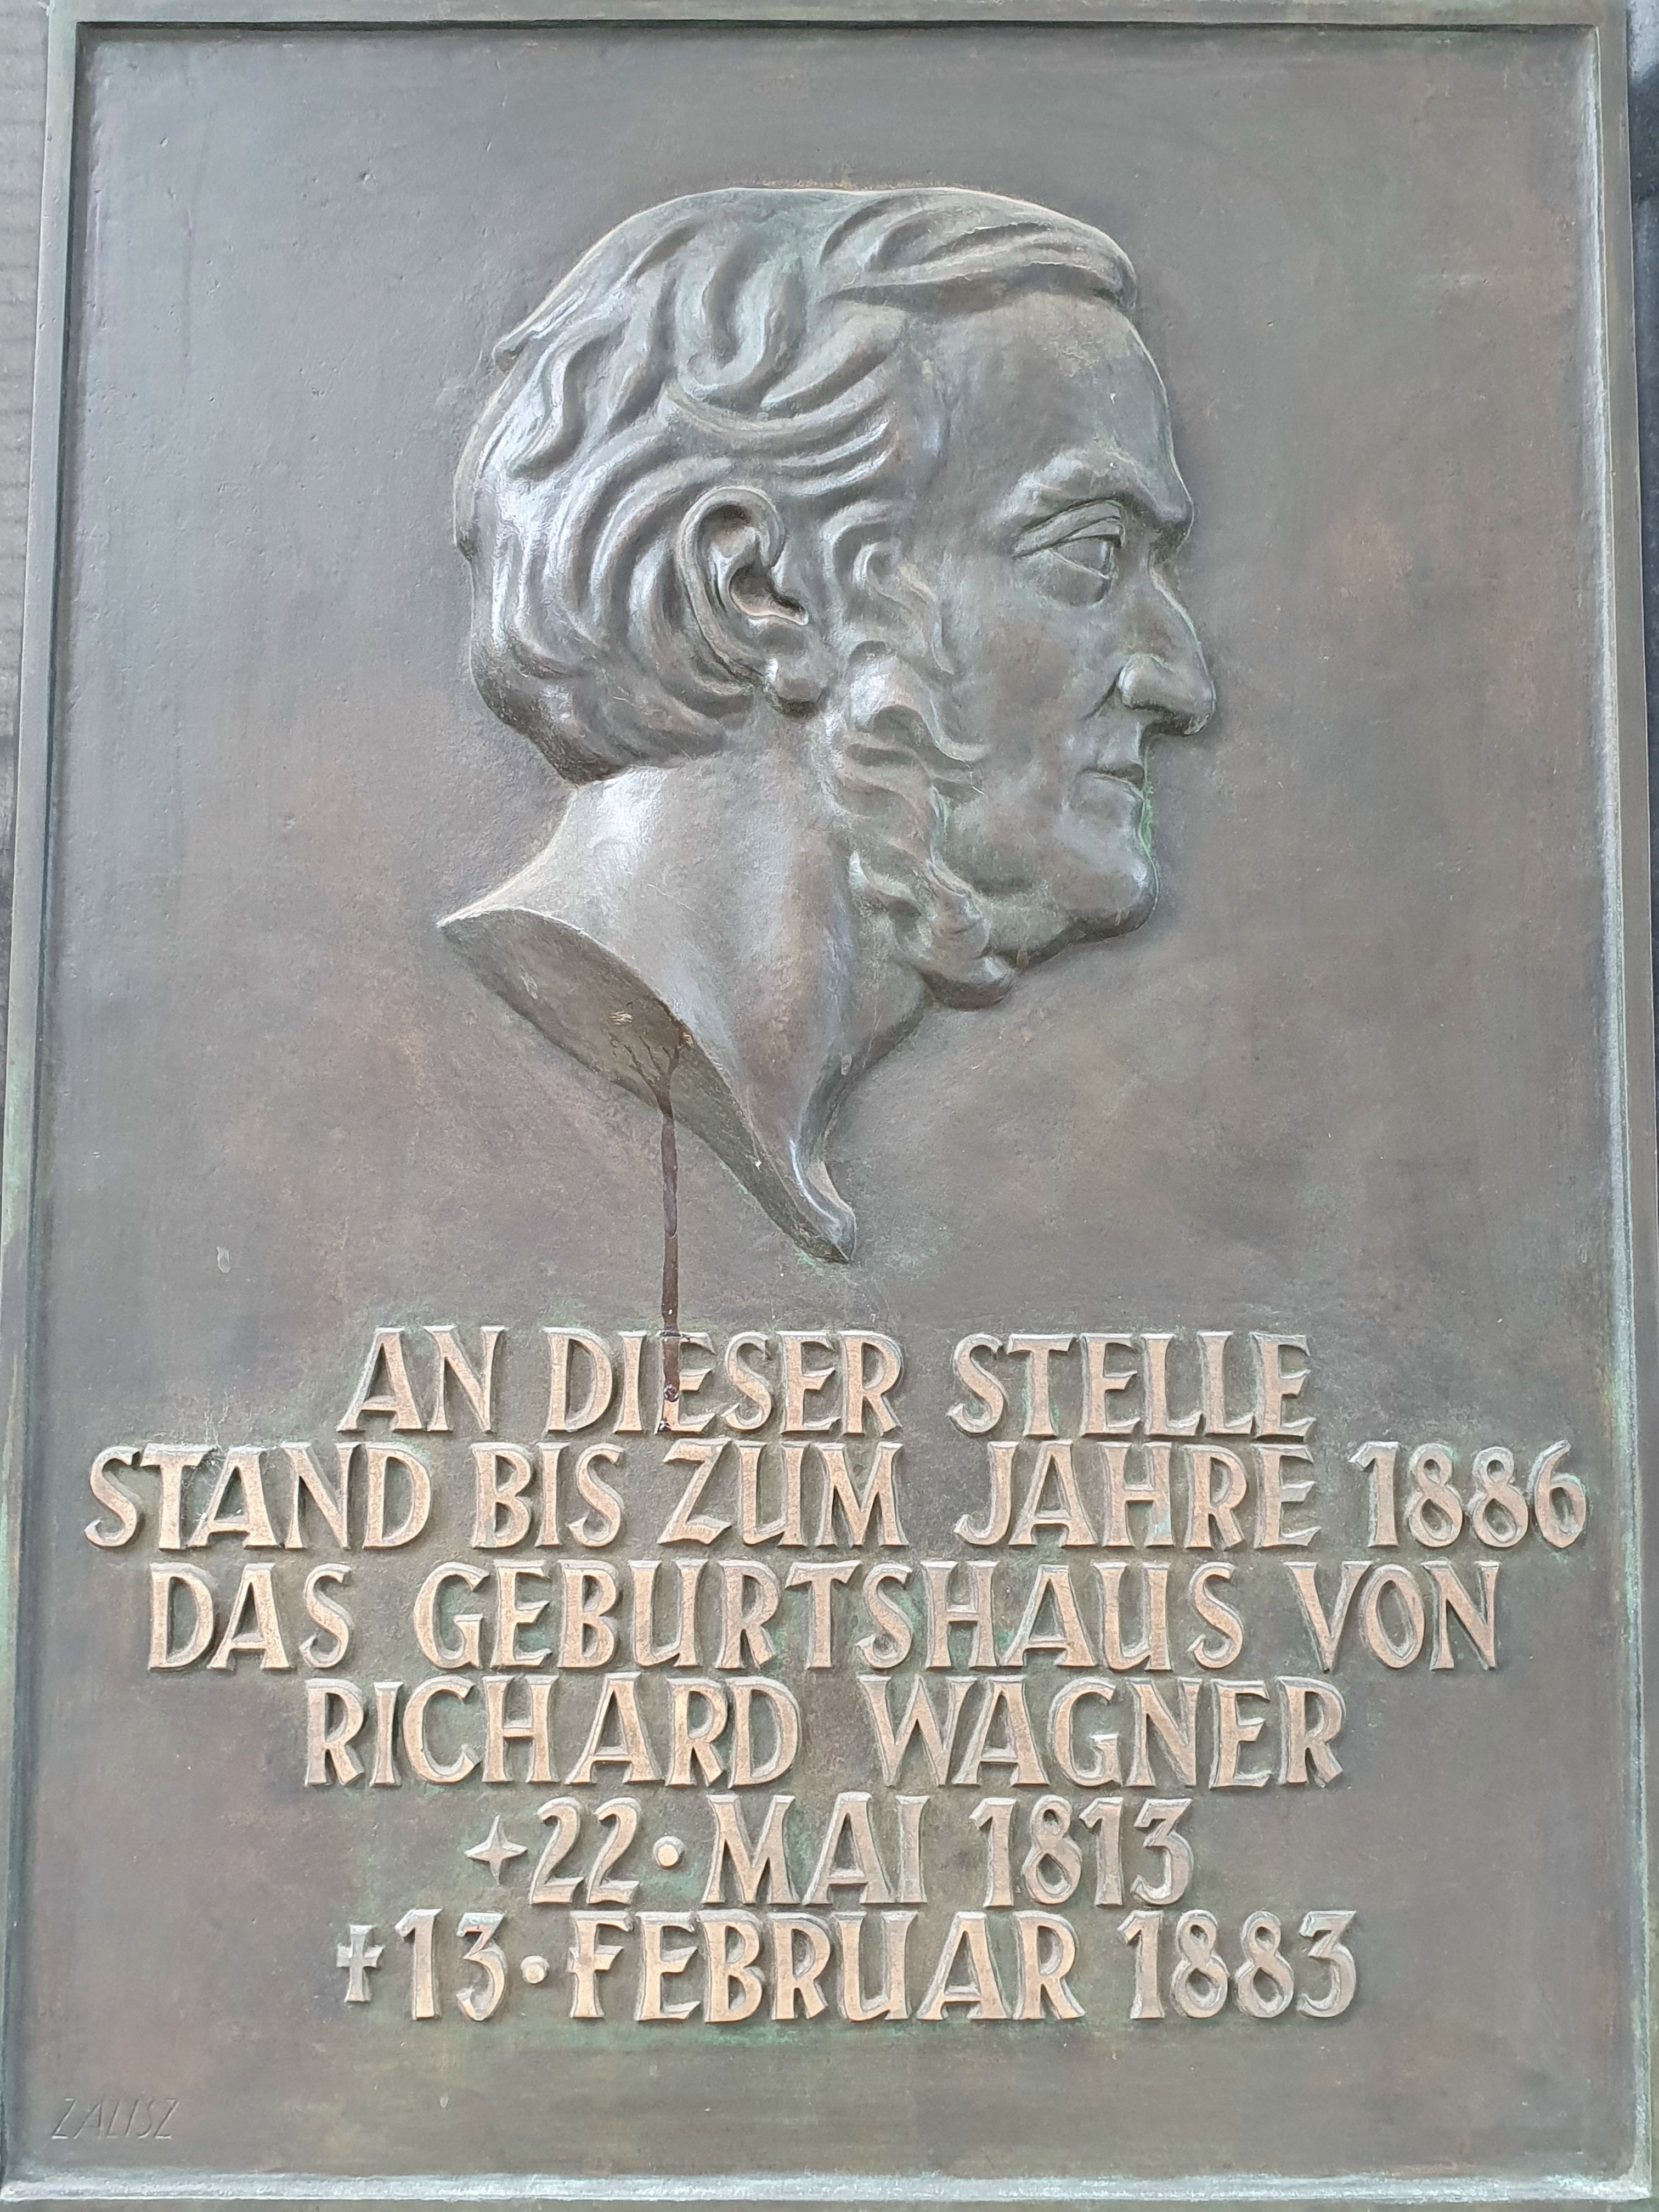 AN DIESER STELLE
STAND BIS ZUM JAHRE 1886
DAS GEBURTSHAUS VON
RICHARD WAGNER
✦ 22 · MAI 1813
✝ 13 · FEBRUAR 1883
ZALISZ